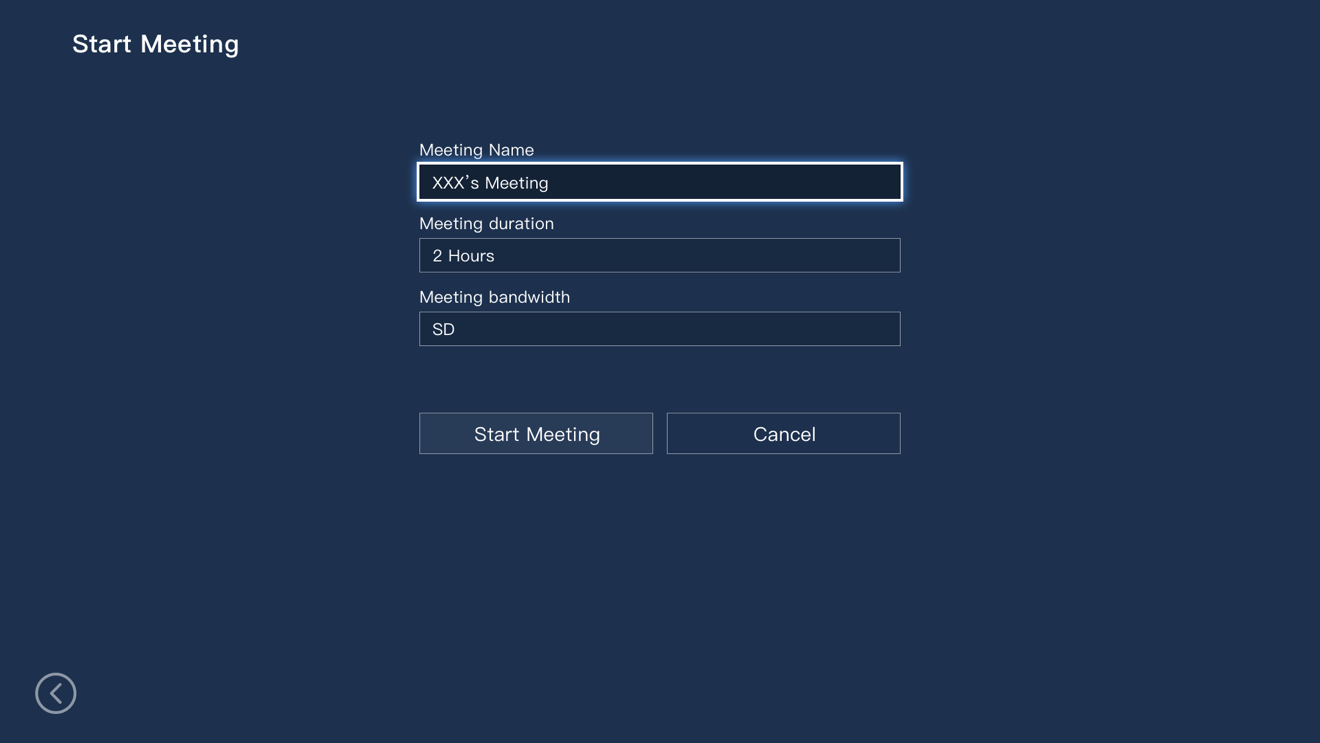 Start Meeting
Meeting Name
XXX’s Meeting
Meeting duration
2 Hours
Meeting bandwidth
SD
Start Meeting
Cancel